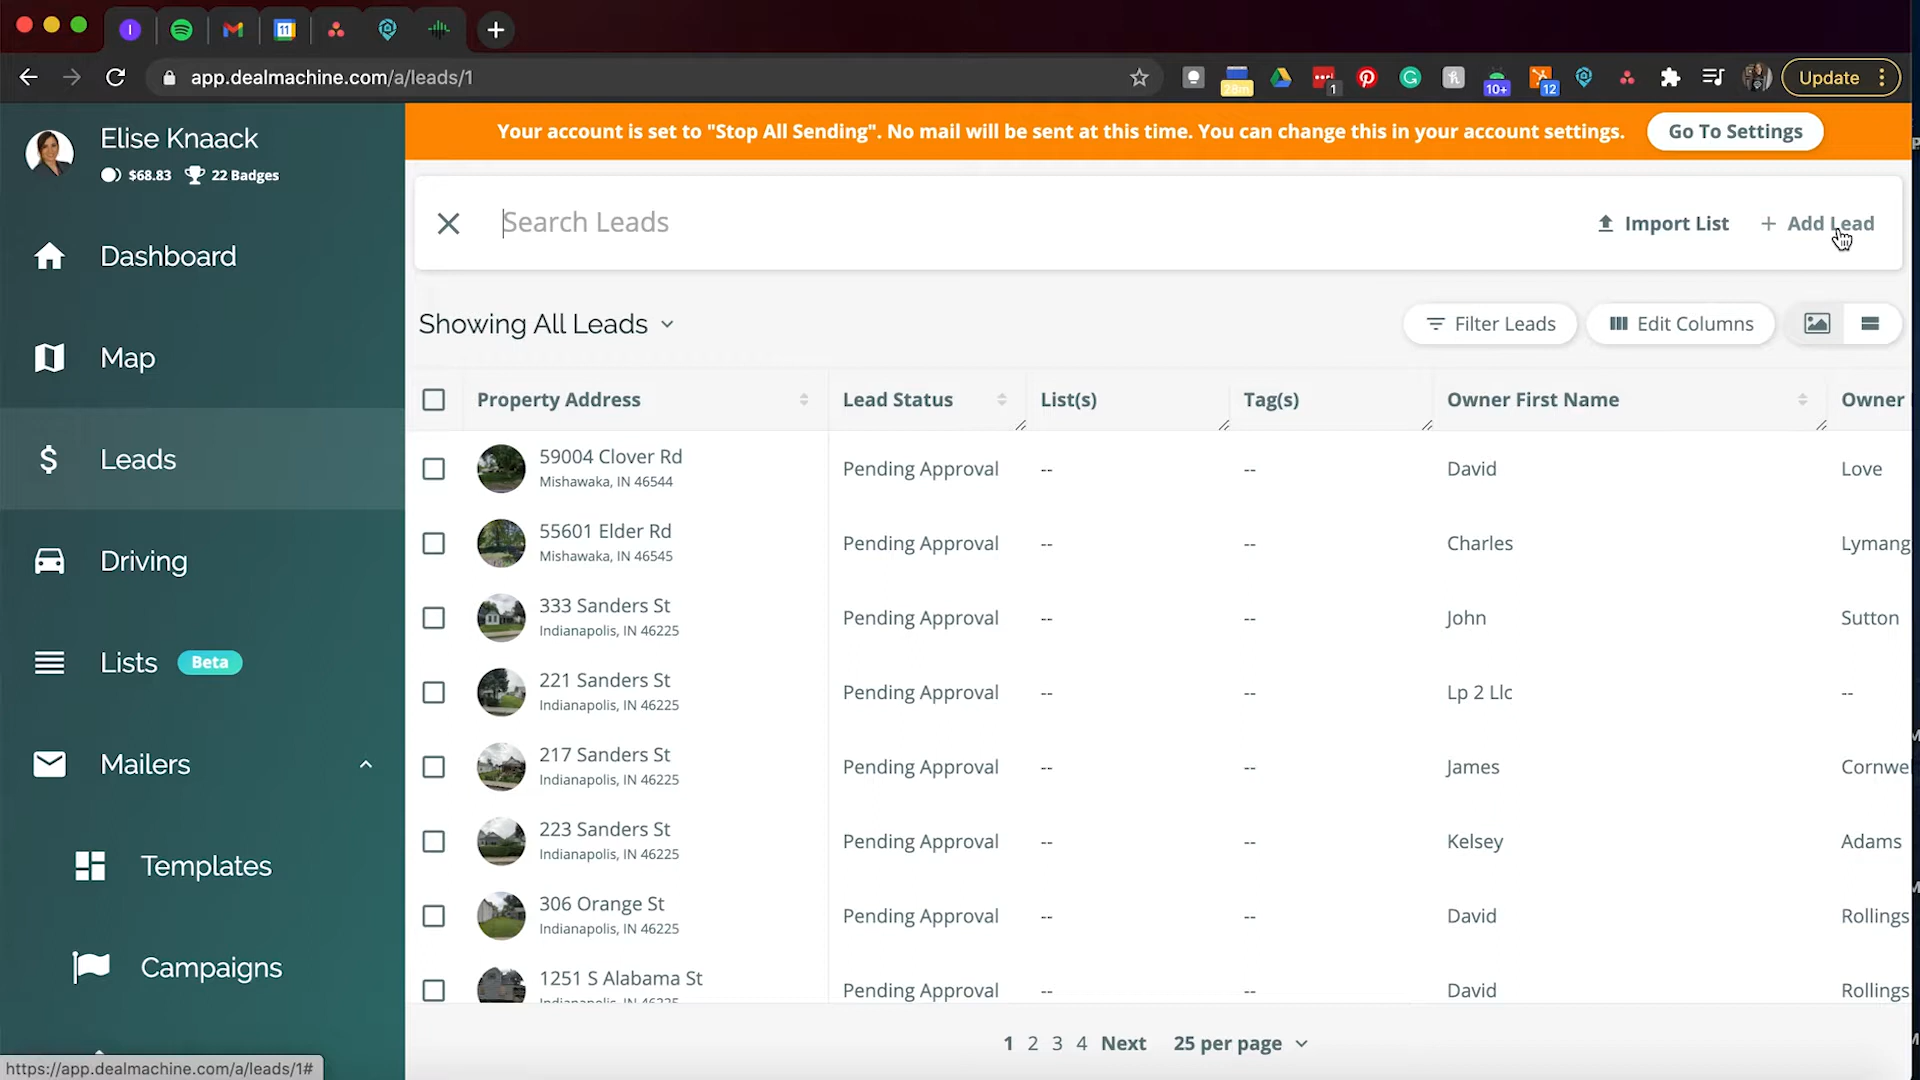 app.dealmachine.com/a/leads/1
28m
1
10+
12
Update
Elise Knaack
$68.83 22 Badges
Your account is set to "Stop All Sending". No mail will be sent at this time. You can change this in your account settings. Go To Settings
Search Leads
Import List + Add Lead
Dashboard
Map
Leads
Driving
Lists Beta
Mailers
Templates
Campaigns
Showing All Leads
Filter Leads Edit Columns
Property Address Lead Status List(s) Tag(s) Owner First Name Owner
59004 Clover Rd
Mishawaka, IN 46544
Pending Approval -- -- David Love
55601 Elder Rd
Mishawaka, IN 46545
Pending Approval -- -- Charles Lymang
333 Sanders St
Indianapolis, IN 46225
Pending Approval -- -- John Sutton
221 Sanders St
Indianapolis, IN 46225
Pending Approval -- -- Lp 2 Llc --
217 Sanders St
Indianapolis, IN 46225
Pending Approval -- -- James Cornwe
223 Sanders St
Indianapolis, IN 46225
Pending Approval -- -- Kelsey Adams
306 Orange St
Indianapolis, IN 46225
Pending Approval -- -- David Rollings
1251 S Alabama St
Indianapolis, IN 46225
Pending Approval -- -- David Rollings
1 2 3 4 Next 25 per page
https://app.dealmachine.com/a/leads/1#